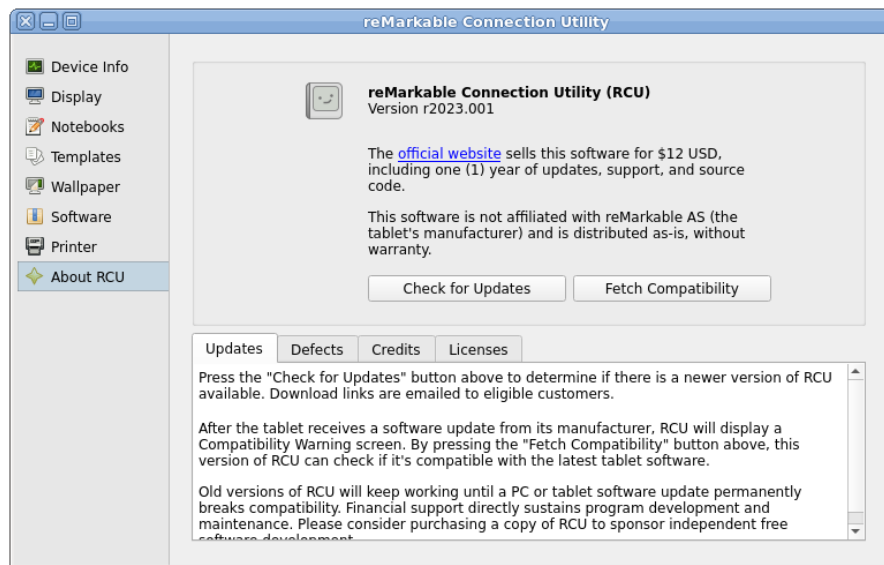 reMarkable Connection Utility
Device Info
Display
Notebooks
Templates
Wallpaper
Software
Printer
About RCU
reMarkable Connection Utility (RCU)
Version r2023.001
The official website sells this software for $12 USD,
including one (1) year of updates, support, and source
code.
This software is not affiliated with reMarkable AS (the
tablet's manufacturer) and is distributed as-is, without
warranty.
Check for Updates
Fetch Compatibility
Updates
Defects
Credits
Licenses
Press the "Check for Updates" button above to determine if there is a newer version of RCU
available. Download links are emailed to eligible customers.
After the tablet receives a software update from its manufacturer, RCU will display a
Compatibility Warning screen. By pressing the "Fetch Compatibility" button above, this
version of RCU can check if it's compatible with the latest tablet software.
Old versions of RCU will keep working until a PC or tablet software update permanently
breaks compatibility. Financial support directly sustains program development and
maintenance. Please consider purchasing a copy of RCU to sponsor independent free
software development